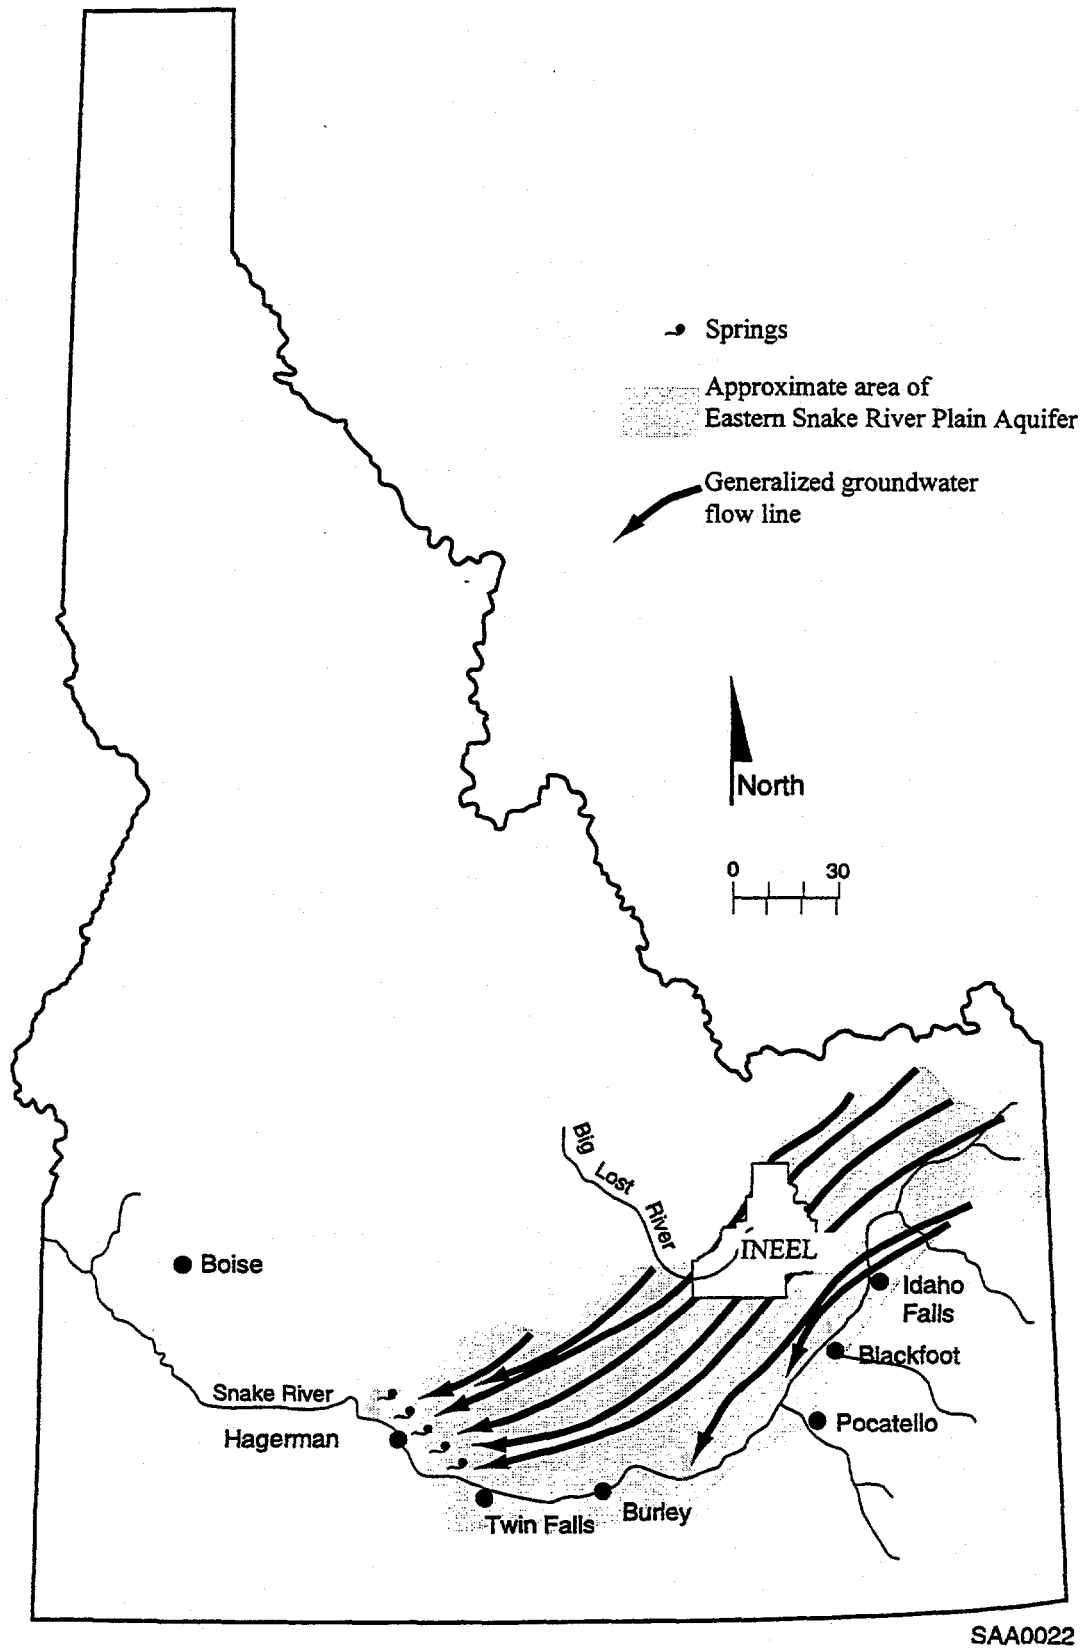 Springs
Approximate area of
Eastern Snake River Plain Aquifer
Generalized groundwater
flow line
North
0 30
Big Lost River
INEEL
Boise
Idaho
Falls
Blackfoot
Snake River
Hagerman
Pocatello
Twin Falls
Burley
SAA0022